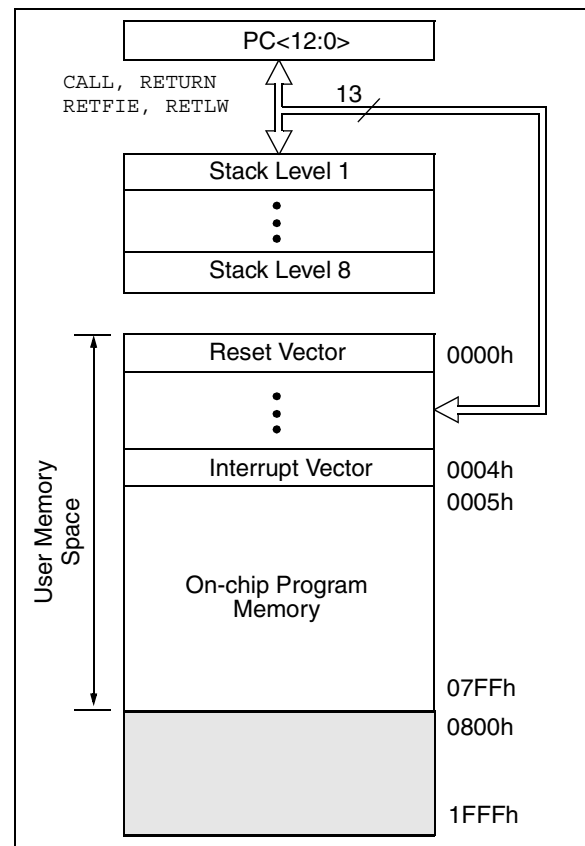 PC<12:0>
CALL, RETURN
RETFIE, RETLW
13
Stack Level 1
Stack Level 8
Reset Vector
0000h
Interrupt Vector
0004h
0005h
User Memory
Space
On-chip Program
Memory
07FFh
0800h
1FFFh